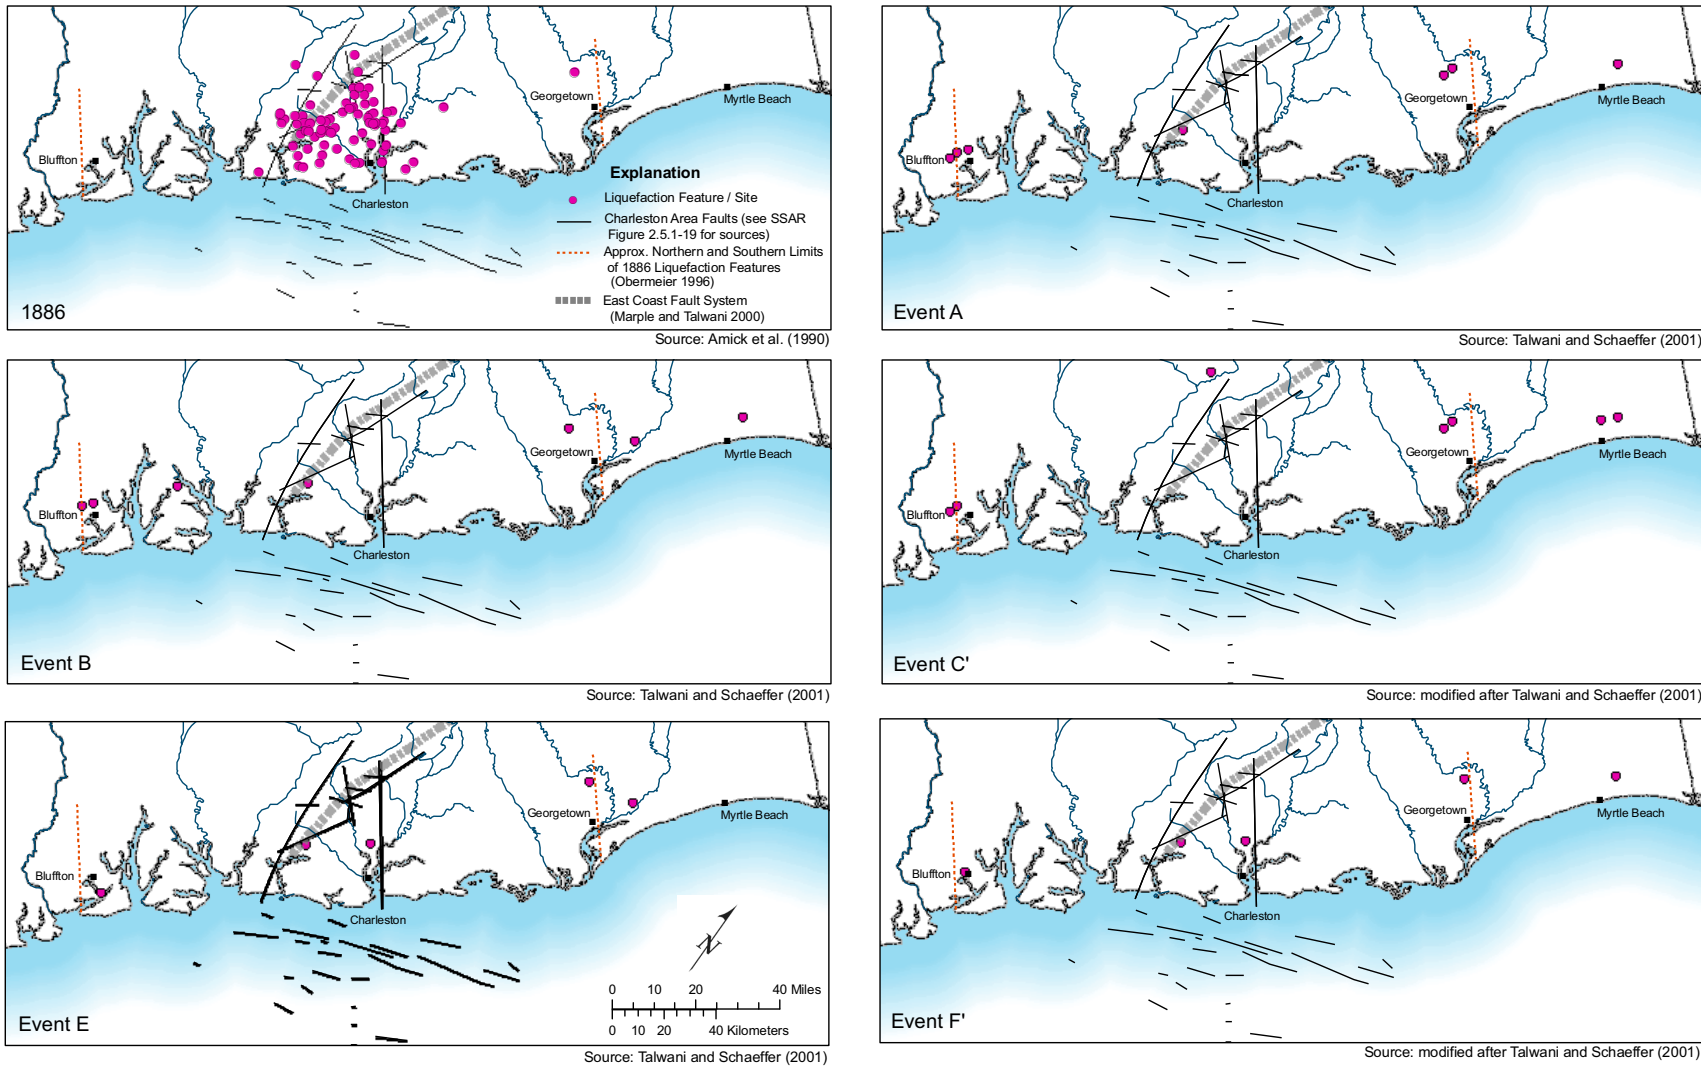 Georgetown
Myrtle Beach
Bluffton
Charleston
Explanation
Liquefaction Feature / Site
Charleston Area Faults (see SSAR
Figure 2.5.1-19 for sources)
Approx. Northern and Southern Limits
of 1886 Liquefaction Features
(Obermeier 1996)
East Coast Fault System
(Marple and Talwani 2000)
1886
Source: Amick et al. (1990)
Georgetown
Myrtle Beach
Bluffton
Charleston
Event A
Source: Talwani and Schaeffer (2001)
Georgetown
Myrtle Beach
Bluffton
Charleston
Event B
Source: Talwani and Schaeffer (2001)
Georgetown
Myrtle Beach
Bluffton
Charleston
Event C'
Source: modified after Talwani and Schaeffer (2001)
Georgetown
Myrtle Beach
Bluffton
Charleston
N
0 10 20 40 Miles
0 10 20 40 Kilometers
Event E
Source: Talwani and Schaeffer (2001)
Georgetown
Myrtle Beach
Bluffton
Charleston
Event F'
Source: modified after Talwani and Schaeffer (2001)